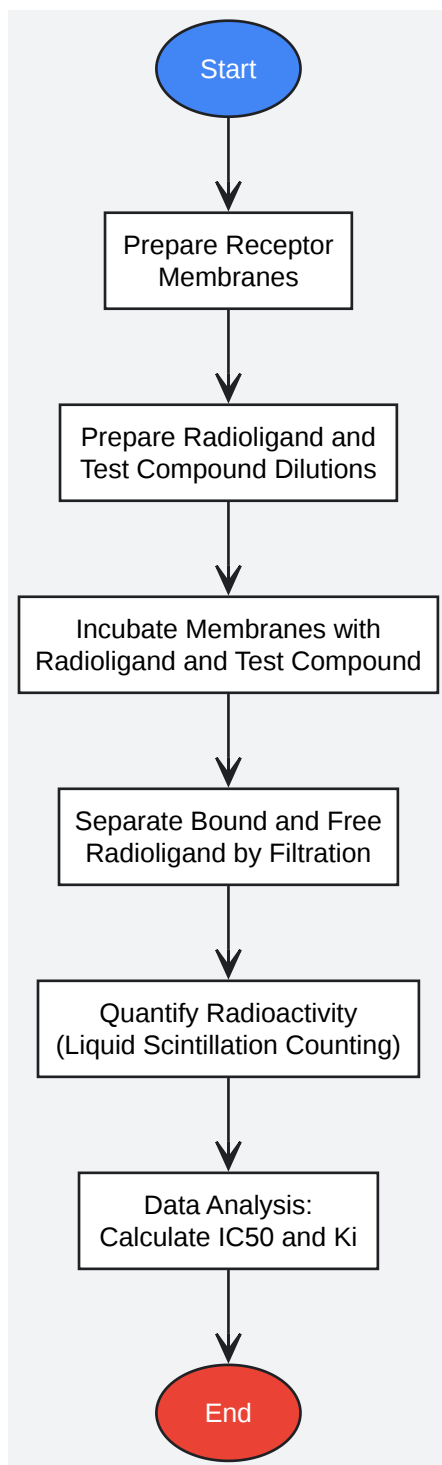 Start
Prepare Receptor
Membranes
Prepare Radioligand and
Test Compound Dilutions
Incubate Membranes with
Radioligand and Test Compound
Separate Bound and Free
Radioligand by Filtration
Quantify Radioactivity
(Liquid Scintillation Counting)
Data Analysis:
Calculate IC50 and Ki
End